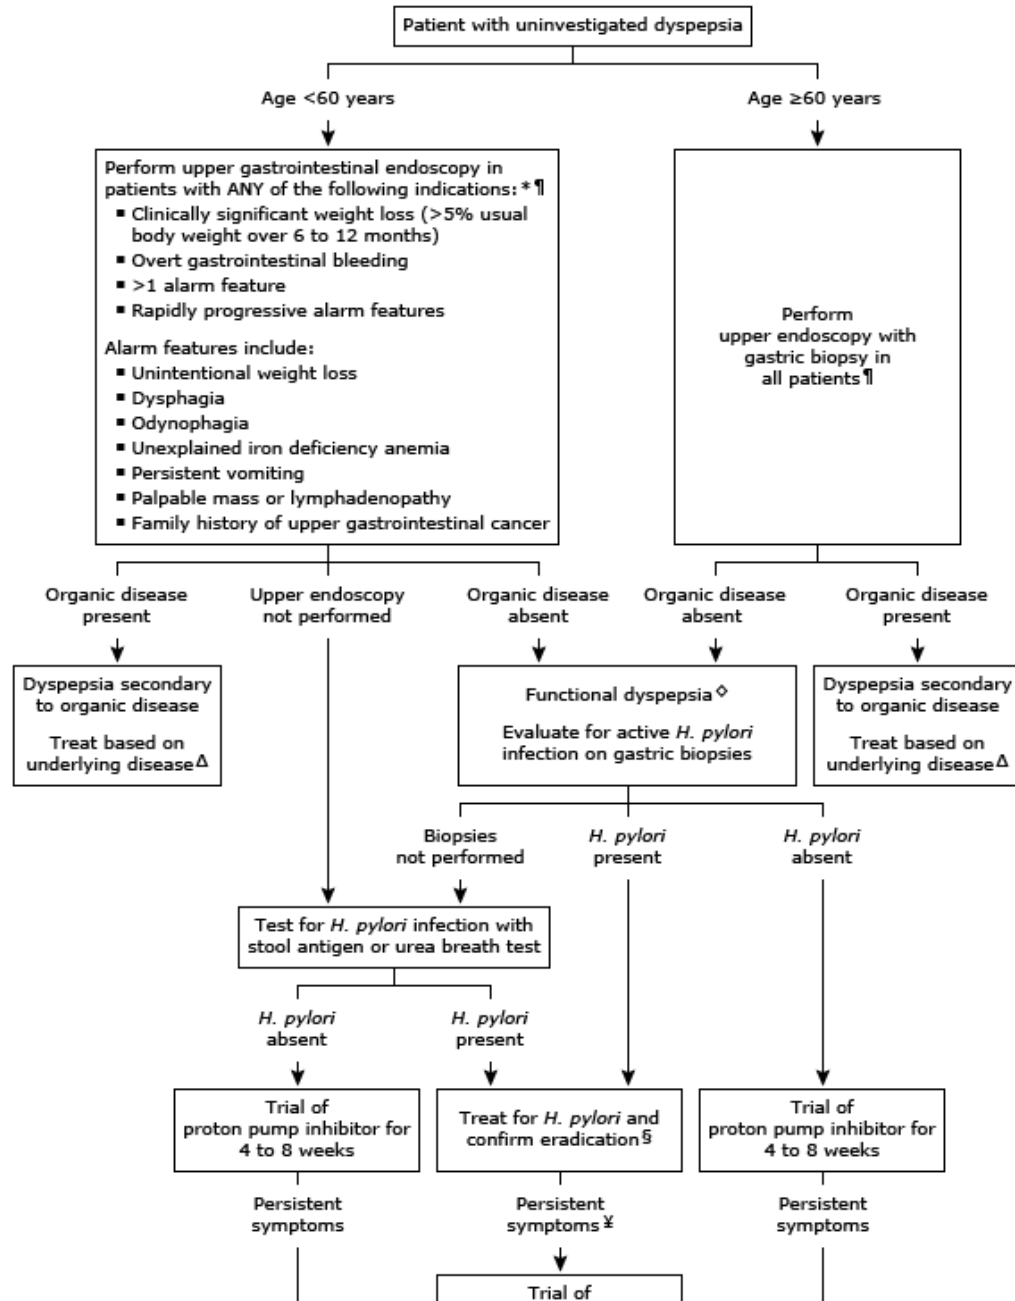 Patient with uninvestigated dyspepsia
Age <60 years
Age ≥60 years
Perform upper gastrointestinal endoscopy in
patients with ANY of the following indications:*¶
▪ Clinically significant weight loss (>5% usual
body weight over 6 to 12 months)
▪ Overt gastrointestinal bleeding
▪ >1 alarm feature
▪ Rapidly progressive alarm features
Alarm features include:
▪ Unintentional weight loss
▪ Dysphagia
▪ Odynophagia
▪ Unexplained iron deficiency anemia
▪ Persistent vomiting
▪ Palpable mass or lymphadenopathy
▪ Family history of upper gastrointestinal cancer
Perform
upper endoscopy with
gastric biopsy in
all patients¶
Organic disease
present
Upper endoscopy
not performed
Organic disease
absent
Organic disease
absent
Organic disease
present
Dyspepsia secondary
to organic disease
Treat based on
underlying disease Δ
Functional dyspepsia◇
Evaluate for active H. pylori
infection on gastric biopsies
Dyspepsia secondary
to organic disease
Treat based on
underlying disease Δ
Biopsies
not performed
H. pylori
present
H. pylori
absent
Test for H. pylori infection with
stool antigen or urea breath test
H. pylori
absent
H. pylori
present
Trial of
proton pump inhibitor for
4 to 8 weeks
Treat for H. pylori and
confirm eradication§
Trial of
proton pump inhibitor for
4 to 8 weeks
Persistent
symptoms
Persistent
symptoms¥
Persistent
symptoms
Trial of